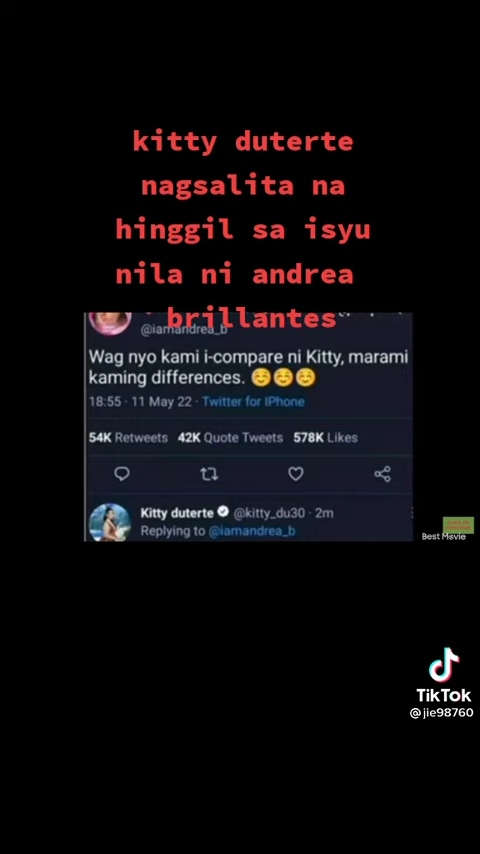 kitty duterte
nagsalita na
hinggil sa isyu
nila ni andrea
brillantes
@iamandrea_b
Wag nyo kami i-compare ni Kitty, marami
kaming differences. ☺️☺️☺️
18:55 · 11 May 22 · Twitter for IPhone
54K Retweets 42K Quote Tweets 578K Likes
Kitty duterte @kitty_du30 · 2m
Replying to @iamandrea_b
Best Movie
TikTok
@jie98760